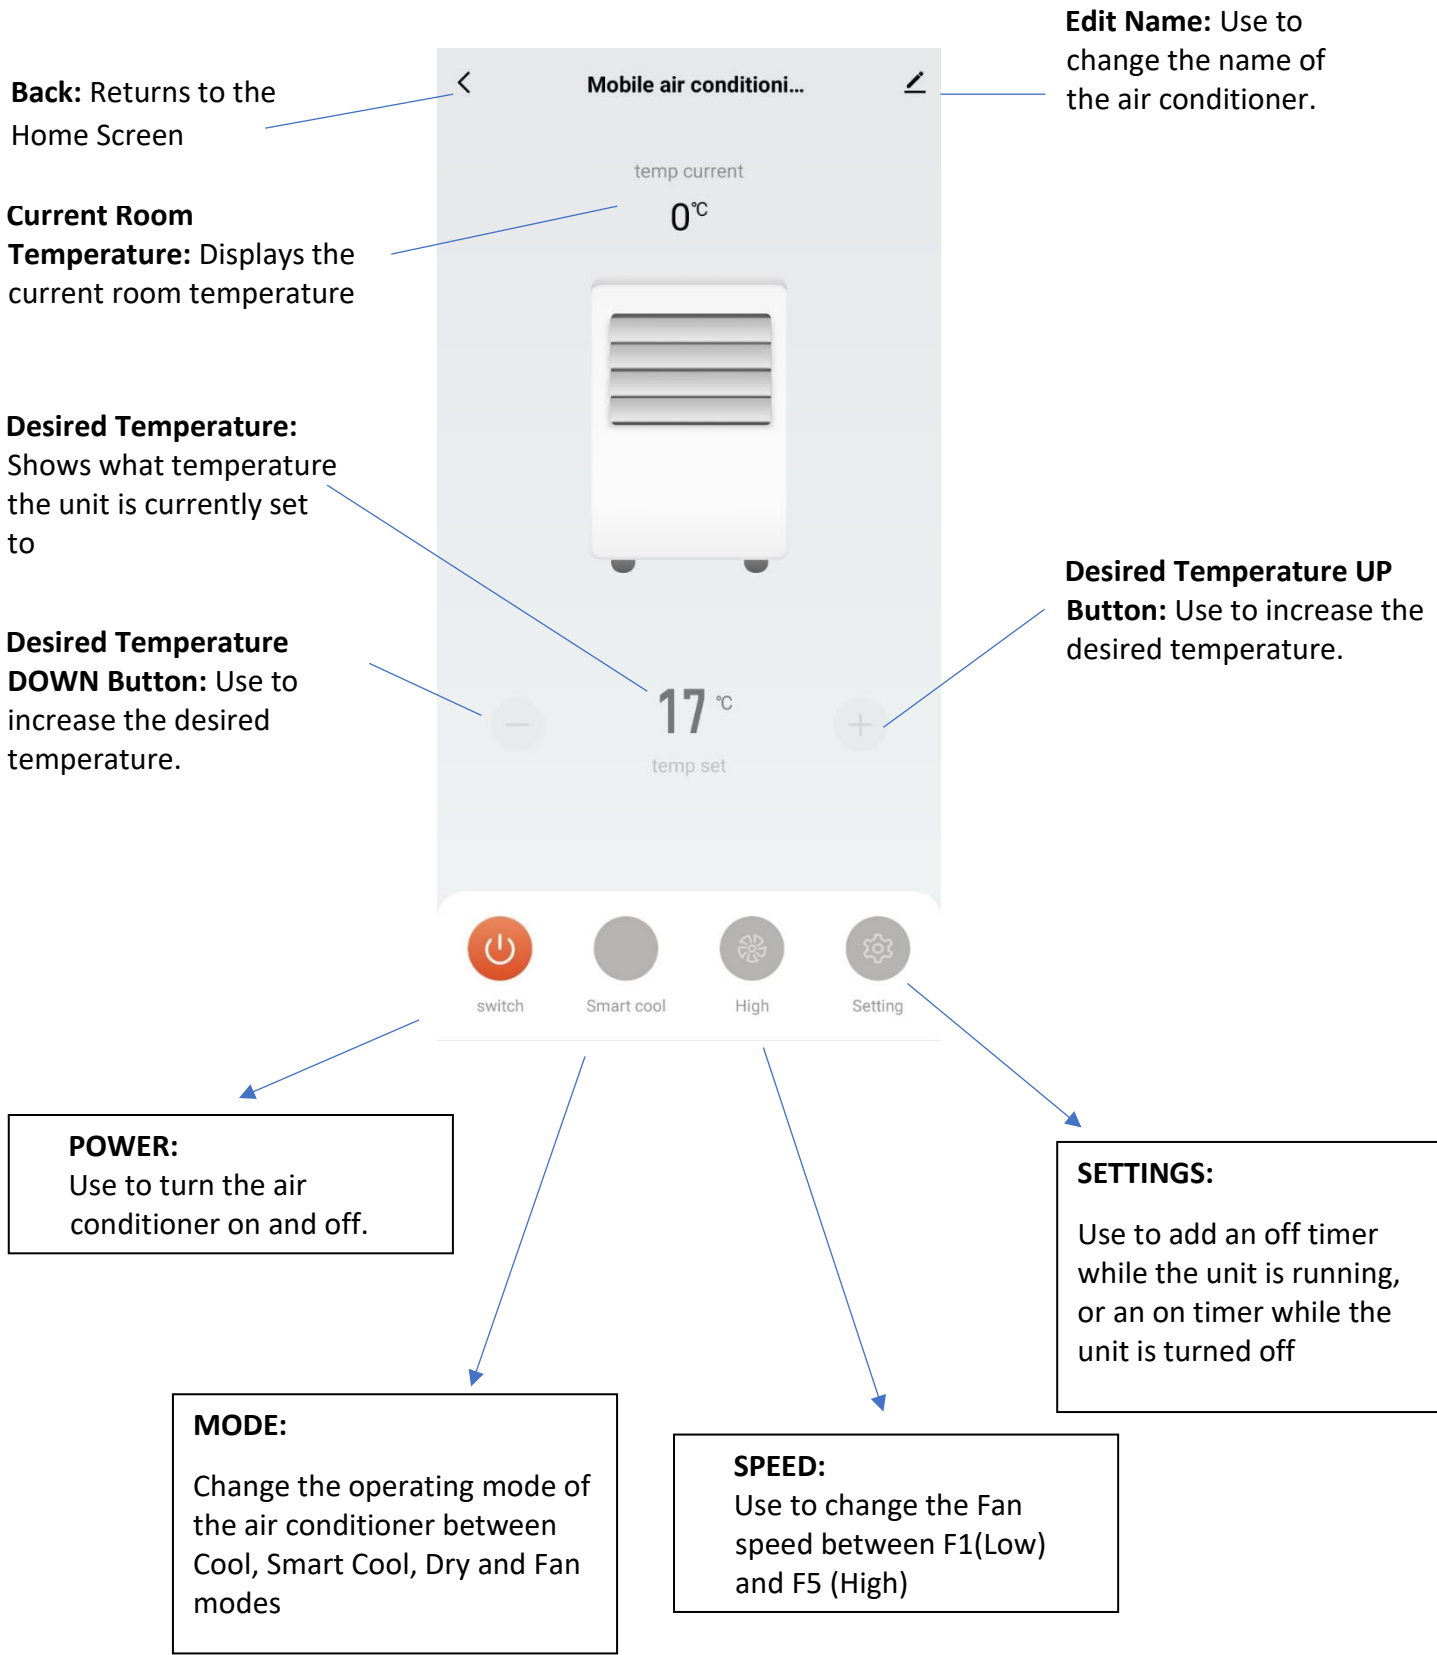 Edit Name: Use to
change the name of
the air conditioner.
Back: Returns to the
Home Screen
Mobile air conditioni...
temp current
0℃
Current Room
Temperature: Displays the
current room temperature
Desired Temperature:
Shows what temperature
the unit is currently set
to
Desired Temperature UP
Button: Use to increase the
desired temperature.
Desired Temperature
DOWN Button: Use to
increase the desired
temperature.
17 ℃
temp set
switch
Smart cool
High
Setting
POWER:
Use to turn the air
conditioner on and off.
SETTINGS:
Use to add an off timer
while the unit is running,
or an on timer while the
unit is turned off
MODE:
Change the operating mode of
the air conditioner between
Cool, Smart Cool, Dry and Fan
modes
SPEED:
Use to change the Fan
speed between F1(Low)
and F5 (High)